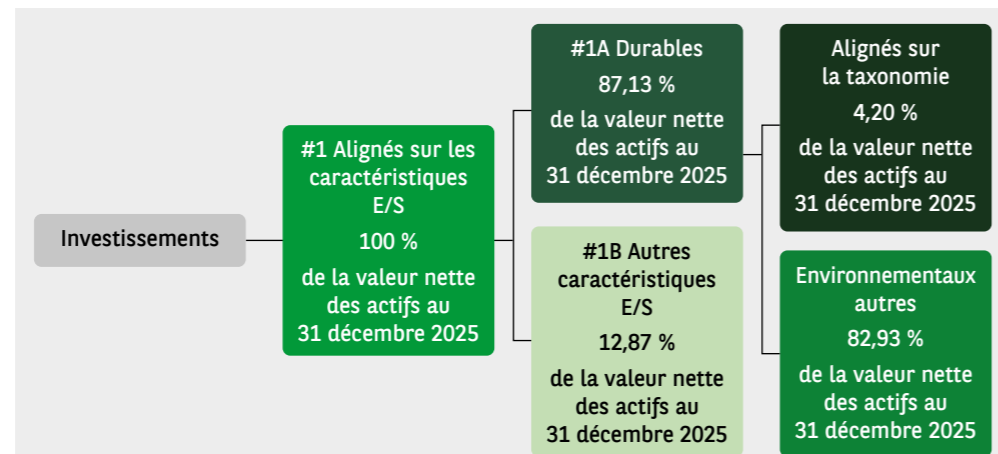 Investissements
#1 Alignés sur les
caractéristiques
E/S
100 %
de la valeur nette
des actifs au
31 décembre 2025
#1A Durables
87,13 %
de la valeur nette
des actifs au
31 décembre 2025
#1B Autres
caractéristiques
E/S
12,87 %
de la valeur nette
des actifs au
31 décembre 2025
Alignés sur
la taxonomie
4,20 %
de la valeur nette
des actifs au
31 décembre 2025
Environnementaux
autres
82,93 %
de la valeur nette
des actifs au
31 décembre 2025